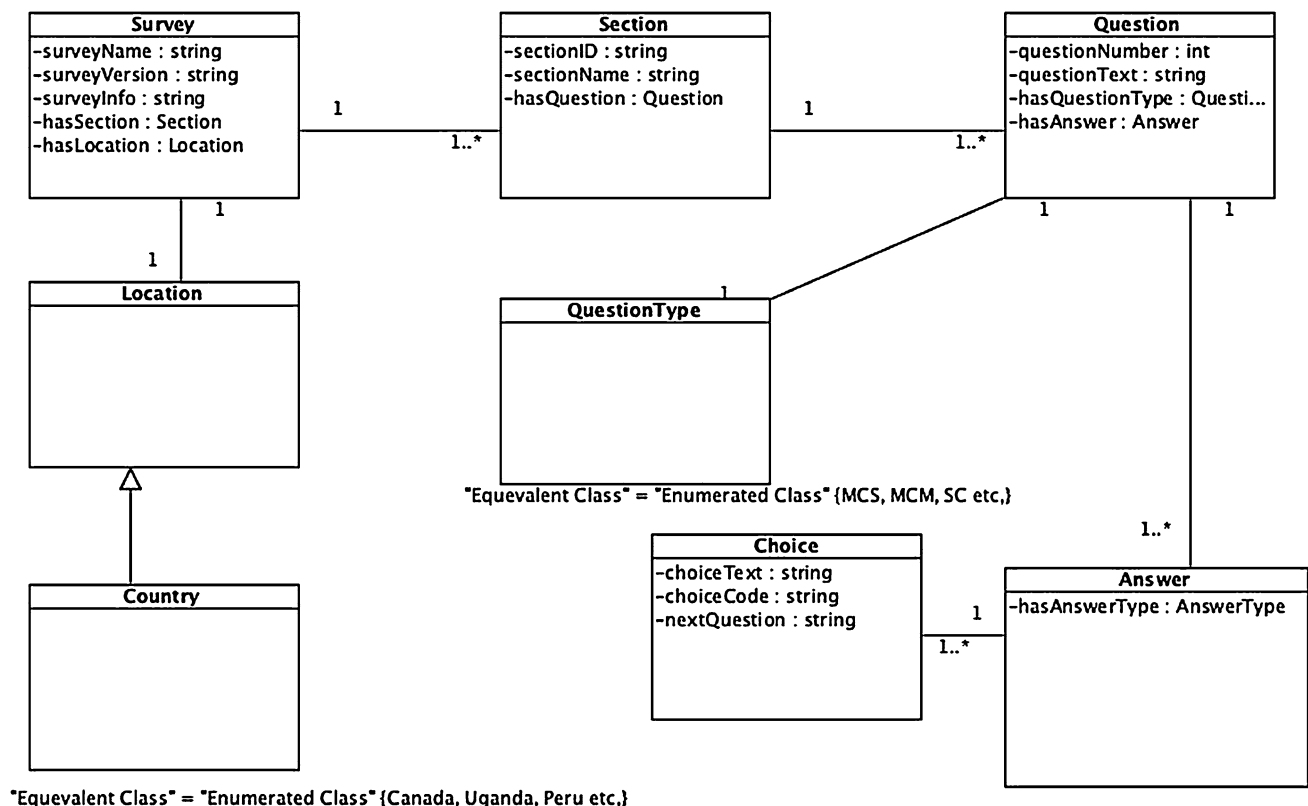 Survey
-surveyName : string
-surveyVersion : string
-surveyInfo : string
-hasSection : Section
-hasLocation : Location
Section
-sectionID : string
-sectionName : string
-hasQuestion : Question
Question
-questionNumber : int
-questionText : string
-hasQuestionType : Questi...
-hasAnswer : Answer
1
1..*
1
1..*
1
1
1
1
1
1..*
Location
QuestionType
"Equevalent Class" = "Enumerated Class" {MCS, MCM, SC etc,}
Choice
-choiceText : string
-choiceCode : string
-nextQuestion : string
1
1..*
Answer
-hasAnswerType : AnswerType
Country
"Equevalent Class" = "Enumerated Class" {Canada, Uganda, Peru etc,}